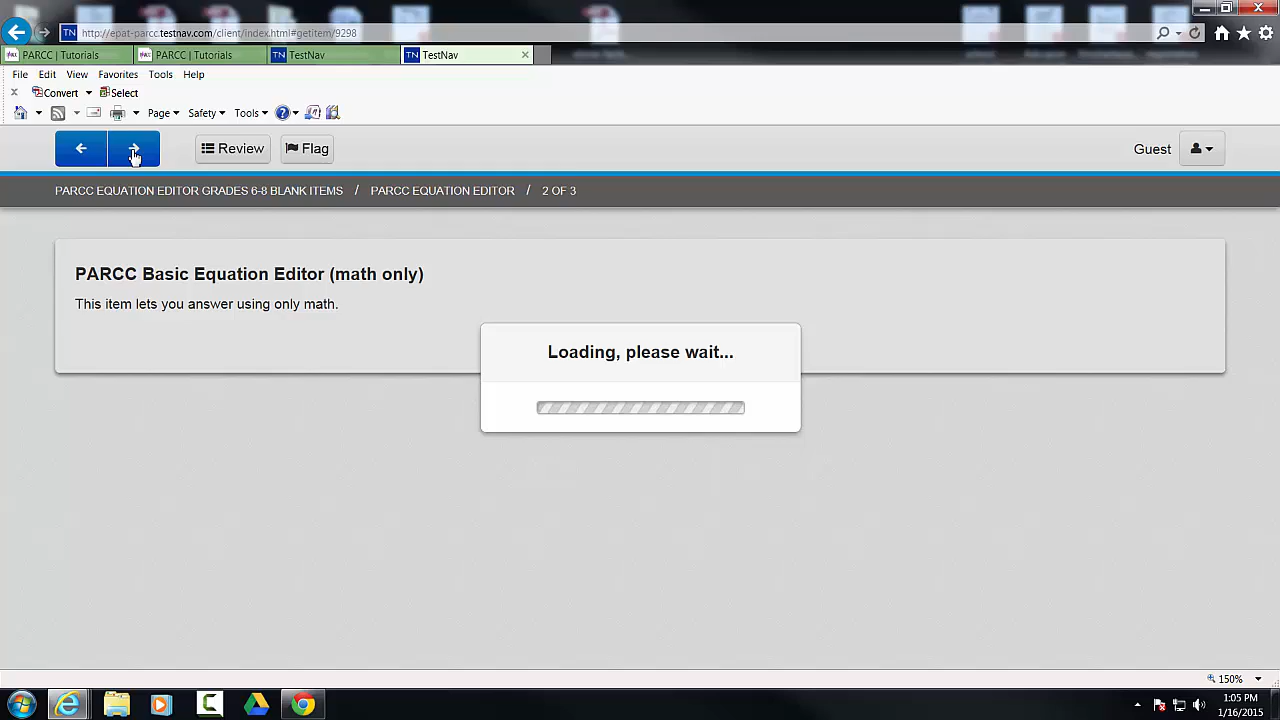 TN http://epat-parcc.testnav.com/client/index.html#getitem/9298
PARCC | Tutorials PARCC | Tutorials TN TestNav TN TestNav
File Edit View Favorites Tools Help
Convert Select
Page Safety Tools
Review Flag Guest
PARCC EQUATION EDITOR GRADES 6-8 BLANK ITEMS / PARCC EQUATION EDITOR / 2 OF 3
PARCC Basic Equation Editor (math only)
This item lets you answer using only math.
Loading, please wait...
150%
1:05 PM
1/16/2015